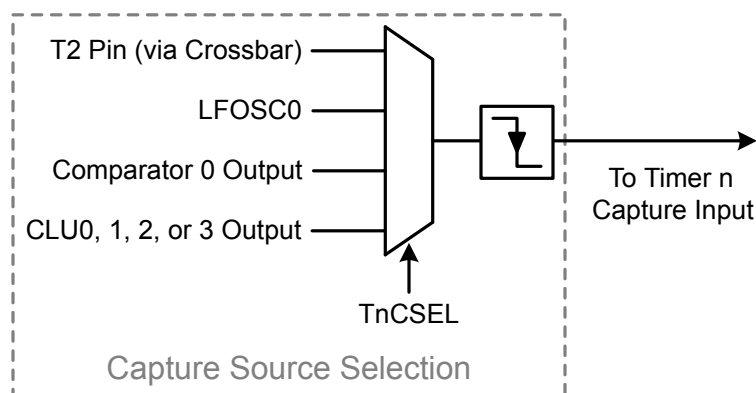 T2 Pin (via Crossbar)
LFOSC0
Comparator 0 Output
CLU0, 1, 2, or 3 Output
TnCSEL
To Timer n
Capture Input
Capture Source Selection